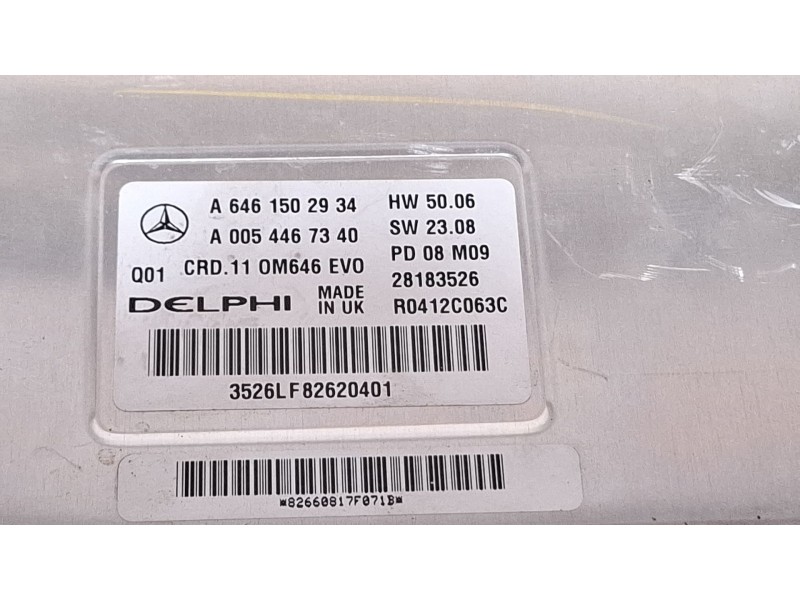 A 646 150 29 34 HW 50.06
A 005 446 73 40 SW 23.08
Q01 CRD.11 OM646 EVO PD 08 M09
28183526
DELPHI MADE IN UK R0412C063C
3526LF82620401
*82660817F071B*